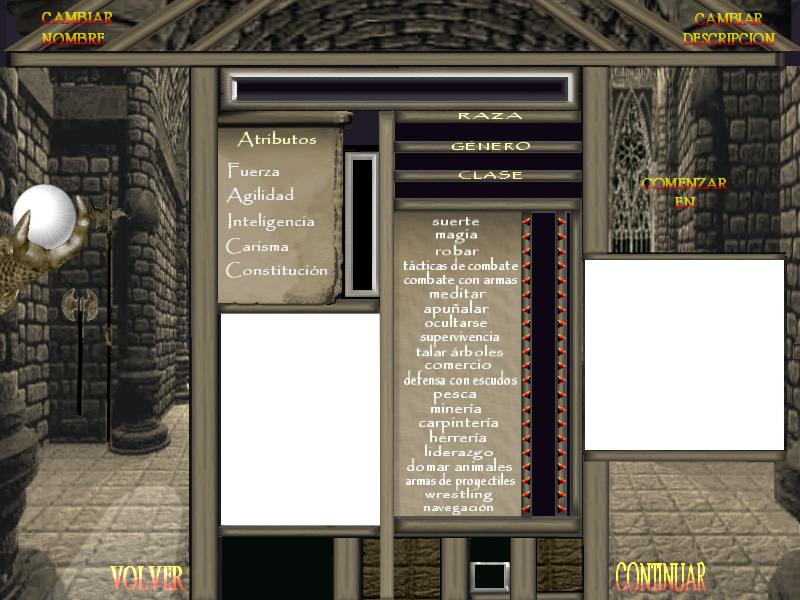 CAMBIAR
NOMBRE
CAMBIAR
DESCRIPCION
Atributos
Fuerza
Agilidad
Inteligencia
Carisma
Constitución
RAZA
GÉNERO
CLASE
suerte
magia
robar
tácticas de combate
combate con armas
meditar
apuñalar
ocultarse
supervivencia
talar árboles
comercio
defensa con escudos
pesca
minería
carpintería
herrería
liderazgo
domar animales
armas de proyectiles
wrestling
navegación
COMENZAR
EN
VOLVER
CONTINUAR